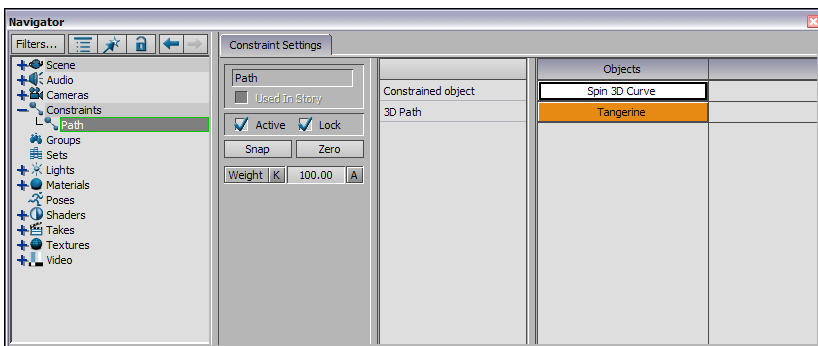 Navigator
Filters...
Constraint Settings
Scene
Audio
Cameras
Constraints
Path
Groups
Sets
Lights
Materials
Poses
Shaders
Takes
Textures
Video
Path
Used In Story
Active Lock
Snap Zero
Weight K 100.00 A
Objects
Constrained object Spin 3D Curve
3D Path Tangerine